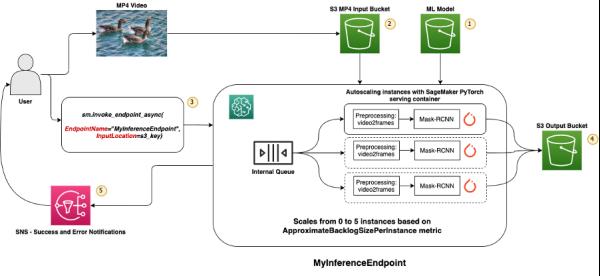 MP4 Video
S3 MP4 Input Bucket
2
ML Model
1
User
sm.invoke_endpoint_async(
EndpointName="MyInferenceEndpoint",
InputLocation=s3_key)
3
Autoscaling instances with SageMaker PyTorch
serving container
Preprocessing:
video2frames
Mask-RCNN
Preprocessing:
video2frames
Mask-RCNN
Preprocessing:
video2frames
Mask-RCNN
Internal Queue
S3 Output Bucket
4
5
SNS - Success and Error Notifications
Scales from 0 to 5 instances based on
ApproximateBacklogSizePerInstance metric
MyInferenceEndpoint